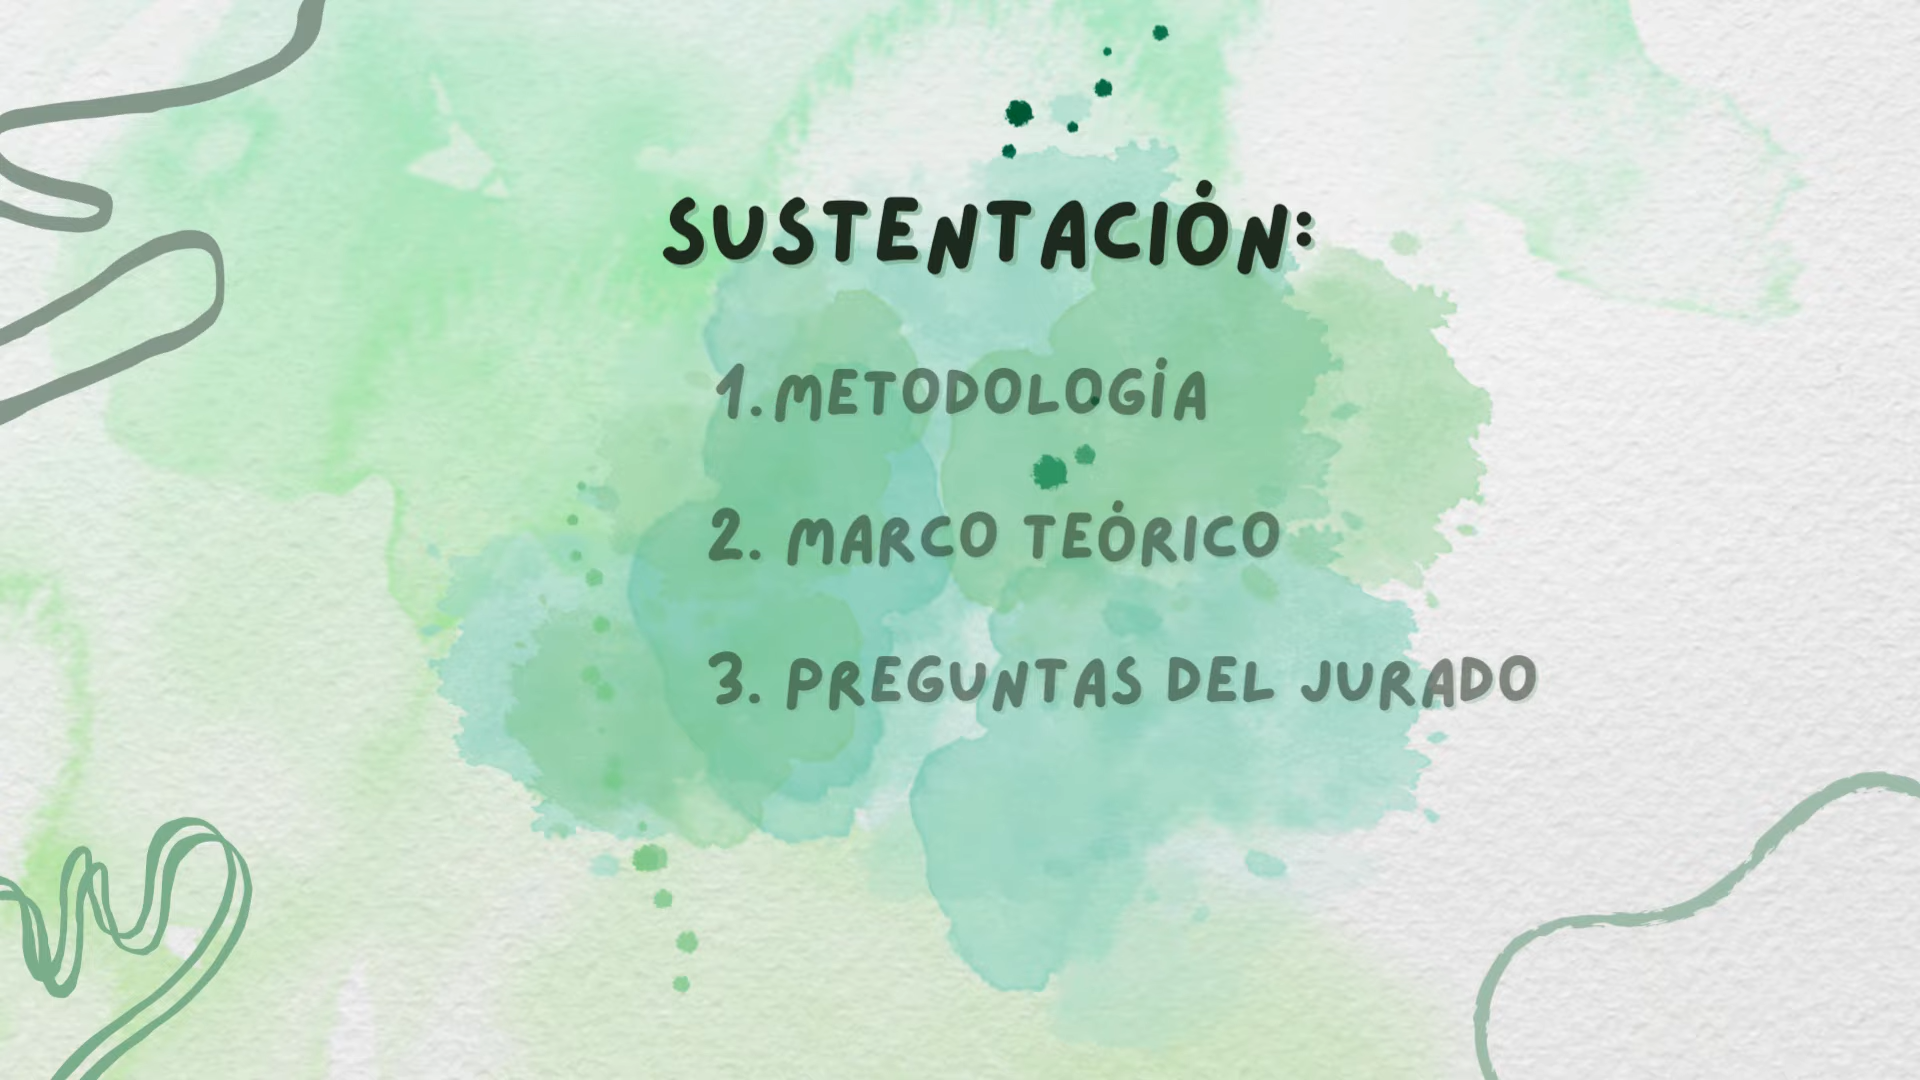 SUSTENTACIÓN:
1. METODOLOGÍA
2. MARCO TEÓRICO
3. PREGUNTAS DEL JURADO